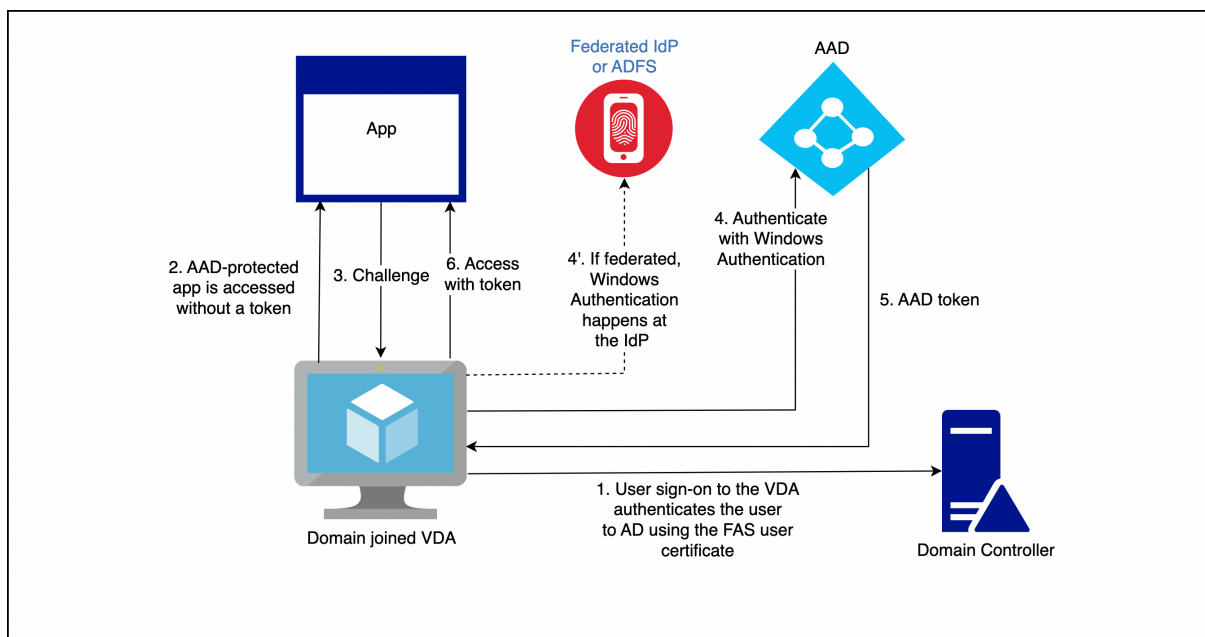 Federated IdP
or ADFS
AAD
App
2. AAD-protected
app is accessed
without a token
3. Challenge
6. Access
with token
4'. If federated,
Windows
Authentication
happens at
the IdP
4. Authenticate
with Windows
Authentication
5. AAD token
1. User sign-on to the VDA
authenticates the user
to AD using the FAS user
certificate
Domain joined VDA
Domain Controller